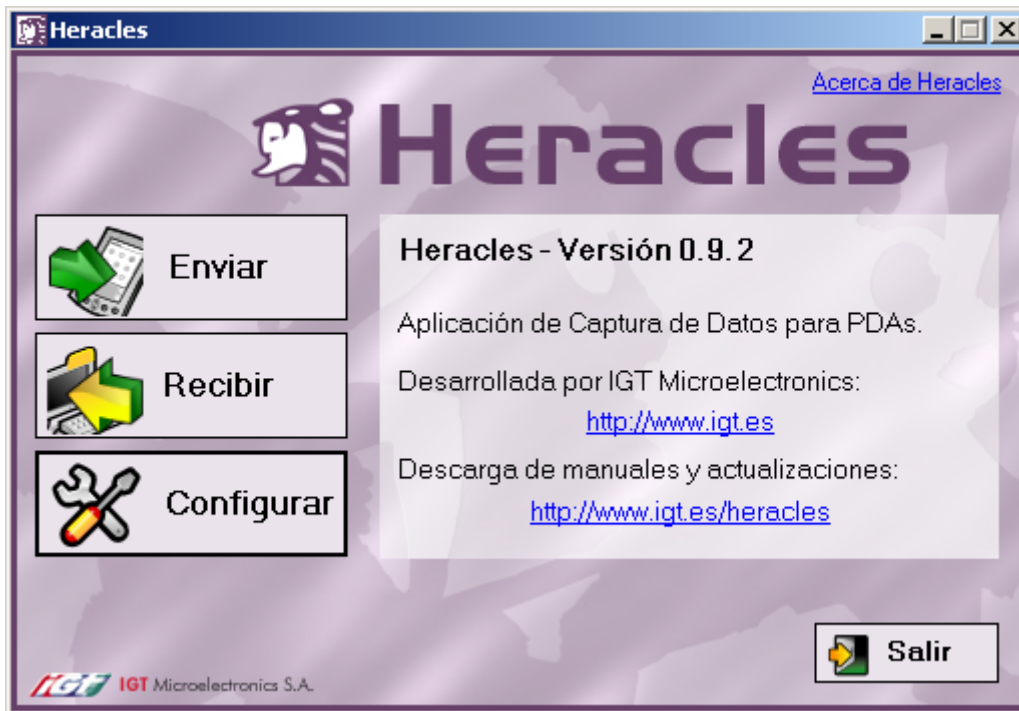 Heracles
Acerca de Heracles
Heracles
Enviar
Recibir
Configurar
Heracles - Versión 0.9.2
Aplicación de Captura de Datos para PDAs.
Desarrollada por IGT Microelectronics:
http://www.igt.es
Descarga de manuales y actualizaciones:
http://www.igt.es/heracles
Salir
iGT IGT Microelectronics S.A.